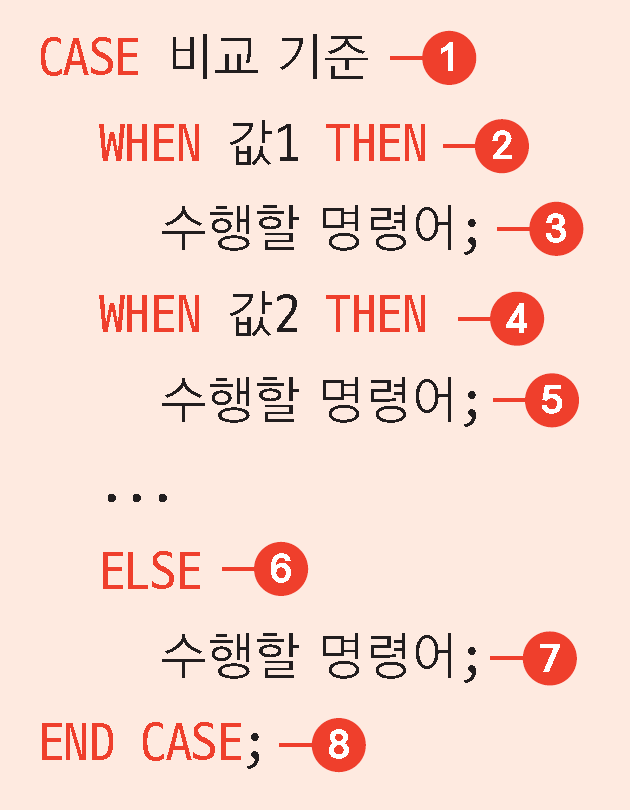 CASE 비교 기준 1
WHEN 값1 THEN 2
수행할 명령어; 3
WHEN 값2 THEN 4
수행할 명령어; 5
...
ELSE 6
수행할 명령어; 7
END CASE; 8